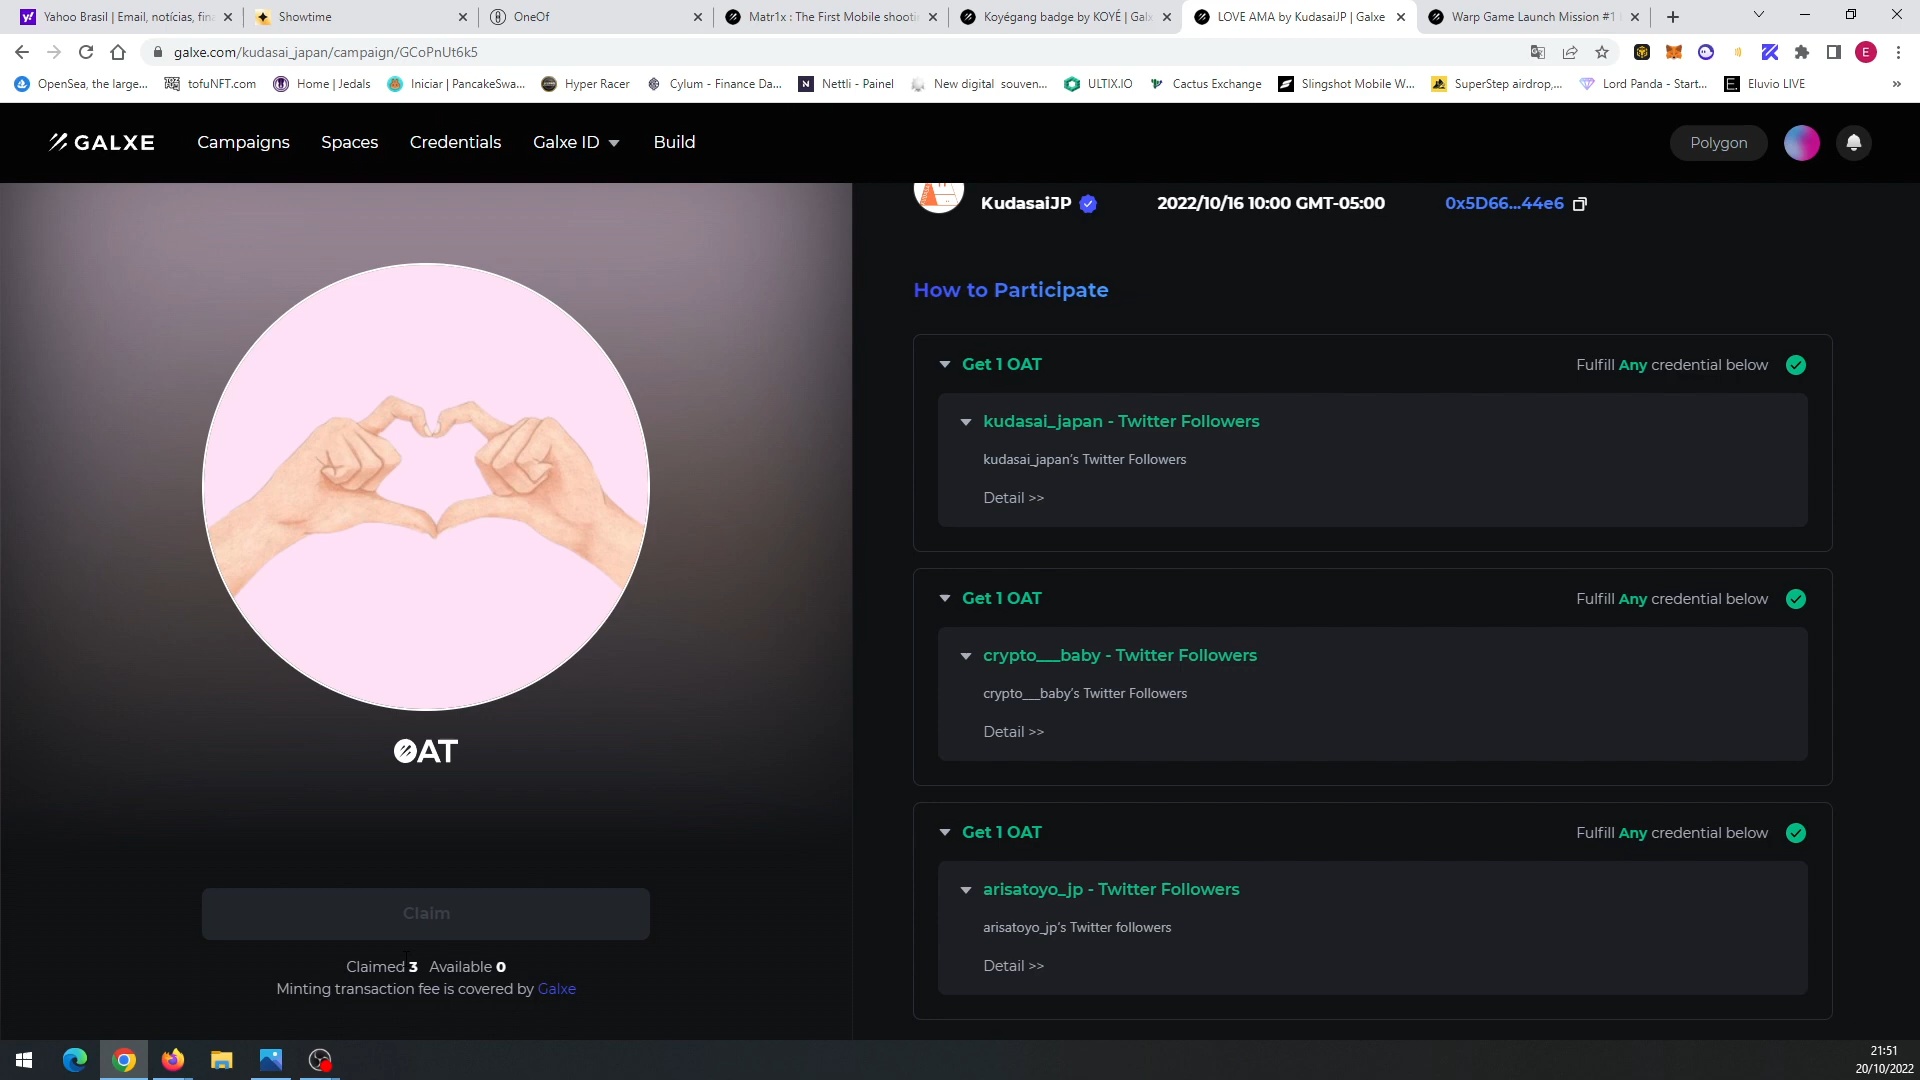 Yahoo Brasil | Email, notícias, fina
Showtime
OneOf
Matr1x : The First Mobile shooti
Koyégang badge by KOYÉ | Galx
LOVE AMA by KudasaiJP | Galxe
Warp Game Launch Mission #1
galxe.com/kudasai_japan/campaign/GCoPnUt6k5
E
OpenSea, the large...
tofuNFT.com
Home | Jedals
Iniciar | PancakeSwa...
Hyper Racer
Cylum - Finance Da...
Nettli - Painel
New digital souven...
ULTIX.IO
Cactus Exchange
Slingshot Mobile W...
SuperStep airdrop,...
Lord Panda - Start...
Eluvio LIVE
»
GALXE
Campaigns
Spaces
Credentials
Galxe ID
Build
Polygon
KudasaiJP
2022/10/16 10:00 GMT-05:00
0x5D66...44e6
How to Participate
Get 1 OAT
Fulfill Any credential below
kudasai_japan - Twitter Followers
kudasai_japan's Twitter Followers
Detail >>
Get 1 OAT
Fulfill Any credential below
crypto___baby - Twitter Followers
crypto___baby's Twitter Followers
Detail >>
Get 1 OAT
Fulfill Any credential below
arisatoyo_jp - Twitter Followers
arisatoyo_jp's Twitter followers
Detail >>
OAT
Claim
Claimed 3 Available 0
Minting transaction fee is covered by Galxe
21:51
20/10/2022